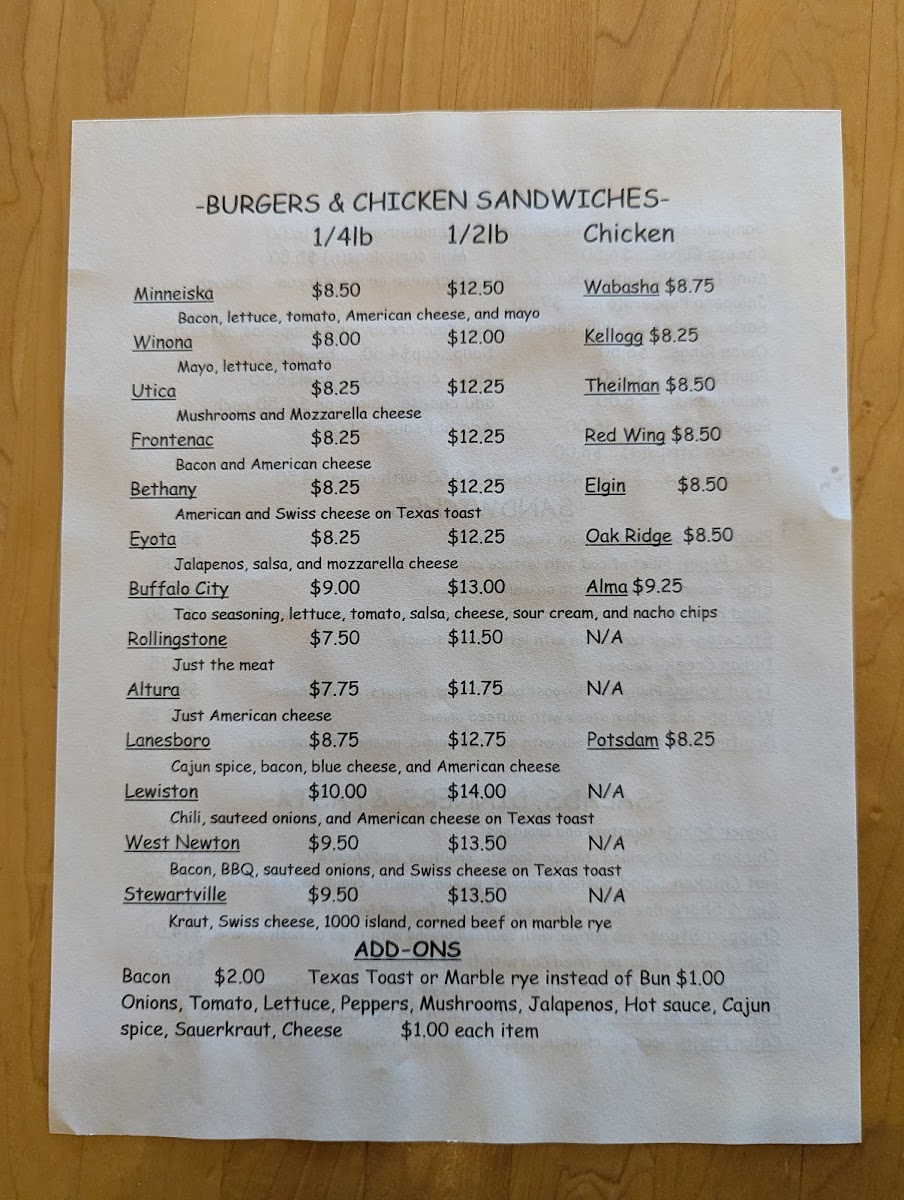 -BURGERS & CHICKEN SANDWICHES-
1/4lb 1/2lb Chicken
Minneiska $8.50 $12.50 Wabasha $8.75
Bacon, lettuce, tomato, American cheese, and mayo
Winona $8.00 $12.00 Kellogg $8.25
Mayo, lettuce, tomato
Utica $8.25 $12.25 Theilman $8.50
Mushrooms and Mozzarella cheese
Frontenac $8.25 $12.25 Red Wing $8.50
Bacon and American cheese
Bethany $8.25 $12.25 Elgin $8.50
American and Swiss cheese on Texas toast
Eyota $8.25 $12.25 Oak Ridge $8.50
Jalapenos, salsa, and mozzarella cheese
Buffalo City $9.00 $13.00 Alma $9.25
Taco seasoning, lettuce, tomato, salsa, cheese, sour cream, and nacho chips
Rollingstone $7.50 $11.50 N/A
Just the meat
Altura $7.75 $11.75 N/A
Just American cheese
Lanesboro $8.75 $12.75 Potsdam $8.25
Cajun spice, bacon, blue cheese, and American cheese
Lewiston $10.00 $14.00 N/A
Chili, sauteed onions, and American cheese on Texas toast
West Newton $9.50 $13.50 N/A
Bacon, BBQ, sauteed onions, and Swiss cheese on Texas toast
Stewartville $9.50 $13.50 N/A
Kraut, Swiss cheese, 1000 island, corned beef on marble rye
ADD-ONS
Bacon $2.00 Texas Toast or Marble rye instead of Bun $1.00
Onions, Tomato, Lettuce, Peppers, Mushrooms, Jalapenos, Hot sauce, Cajun
spice, Sauerkraut, Cheese $1.00 each item